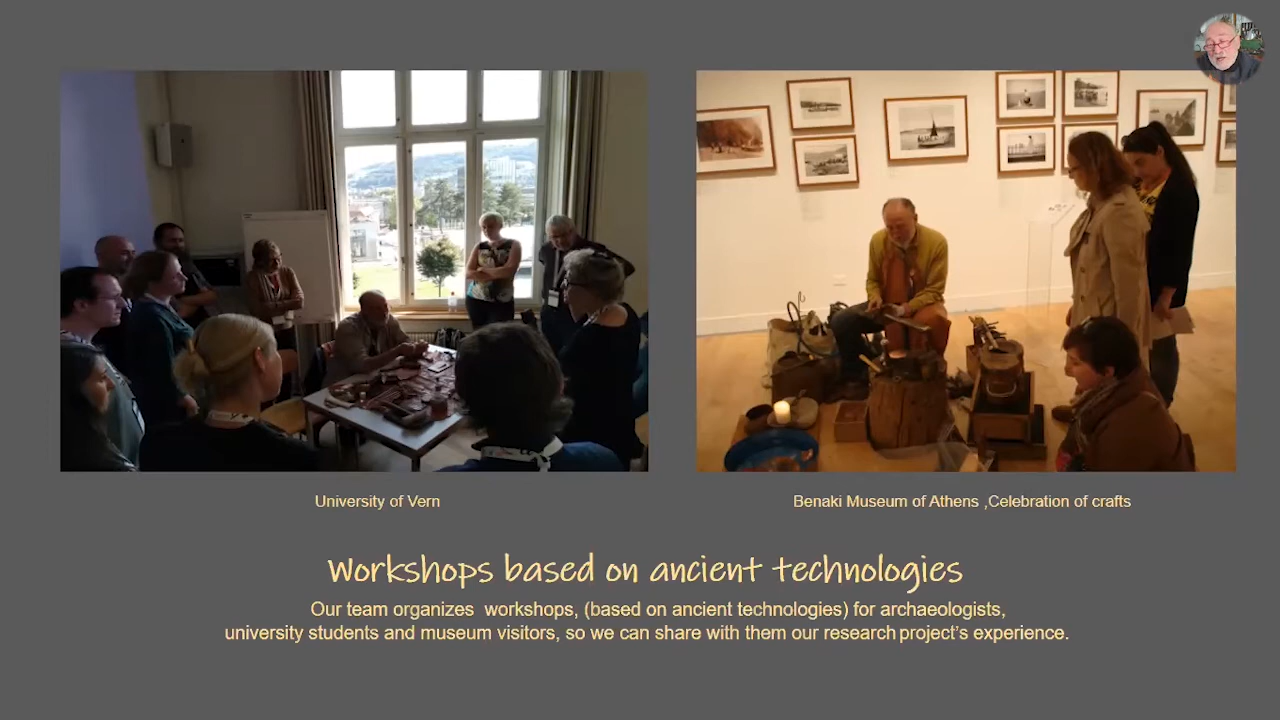 University of Vern
Benaki Museum of Athens ,Celebration of crafts
Workshops based on ancient technologies
Our team organizes workshops, (based on ancient technologies) for archaeologists,
university students and museum visitors, so we can share with them our research project's experience.